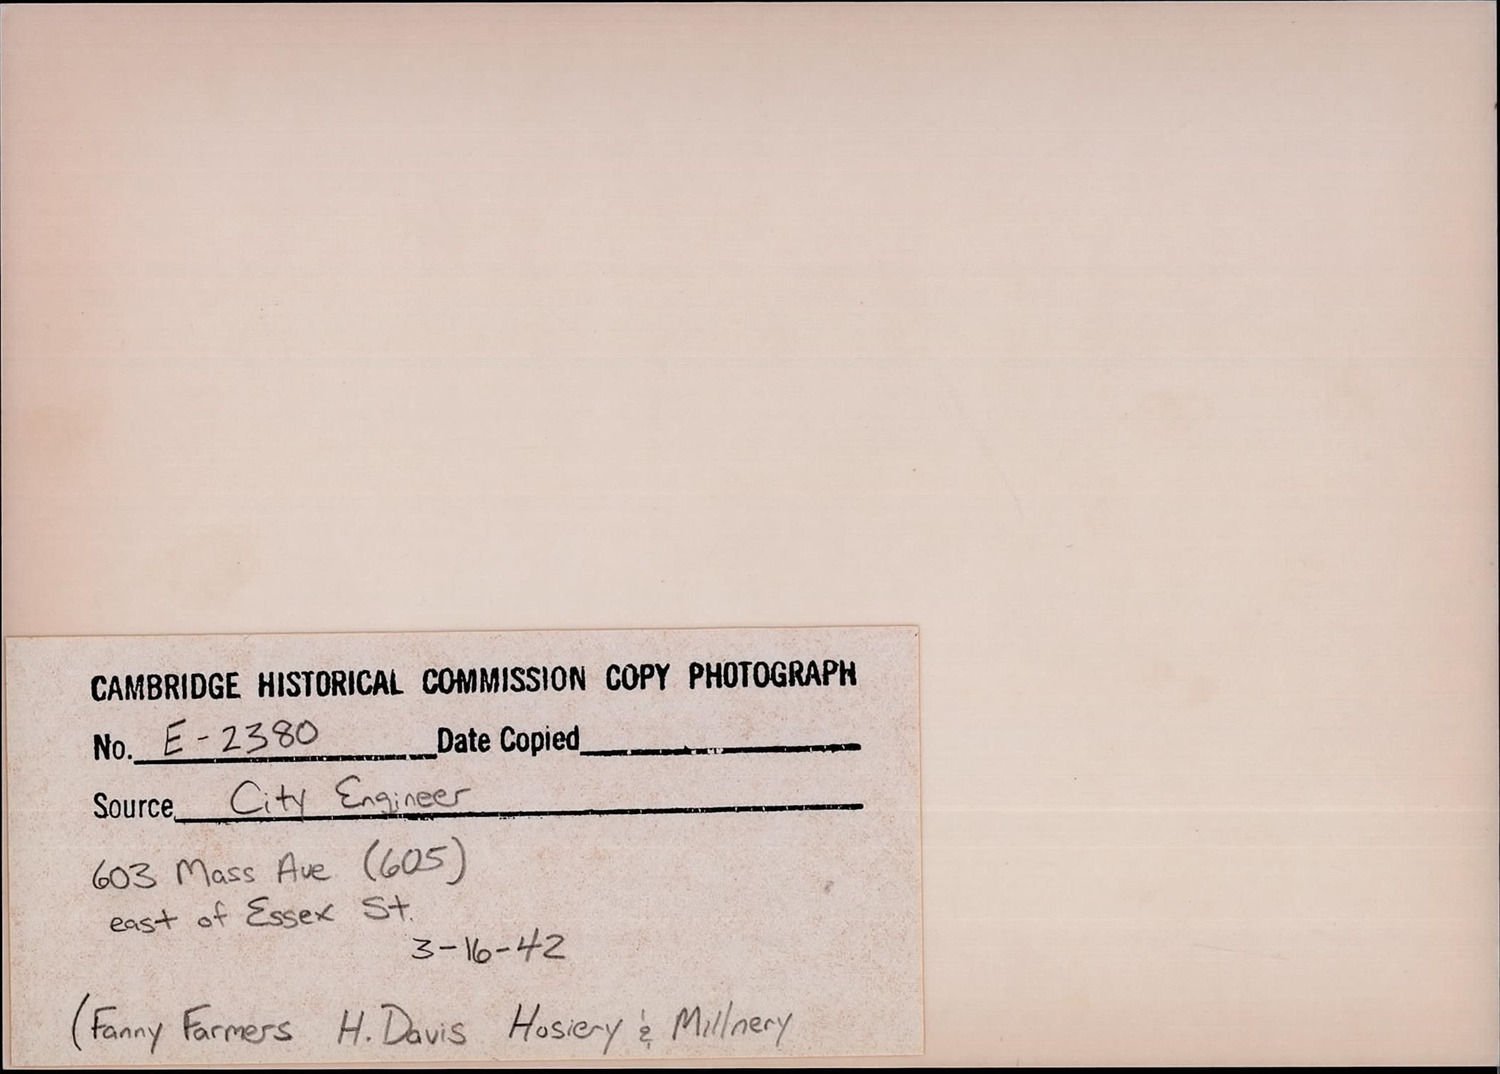 CAMBRIDGE HISTORICAL COMMISSION COPY PHOTOGRAPH
No. E-2380 Date Copied
Source City Engineer
603 Mass Ave (605)
east of Essex St.
3-16-42
(Fanny Farmers H. Davis Hosiery & Millnery